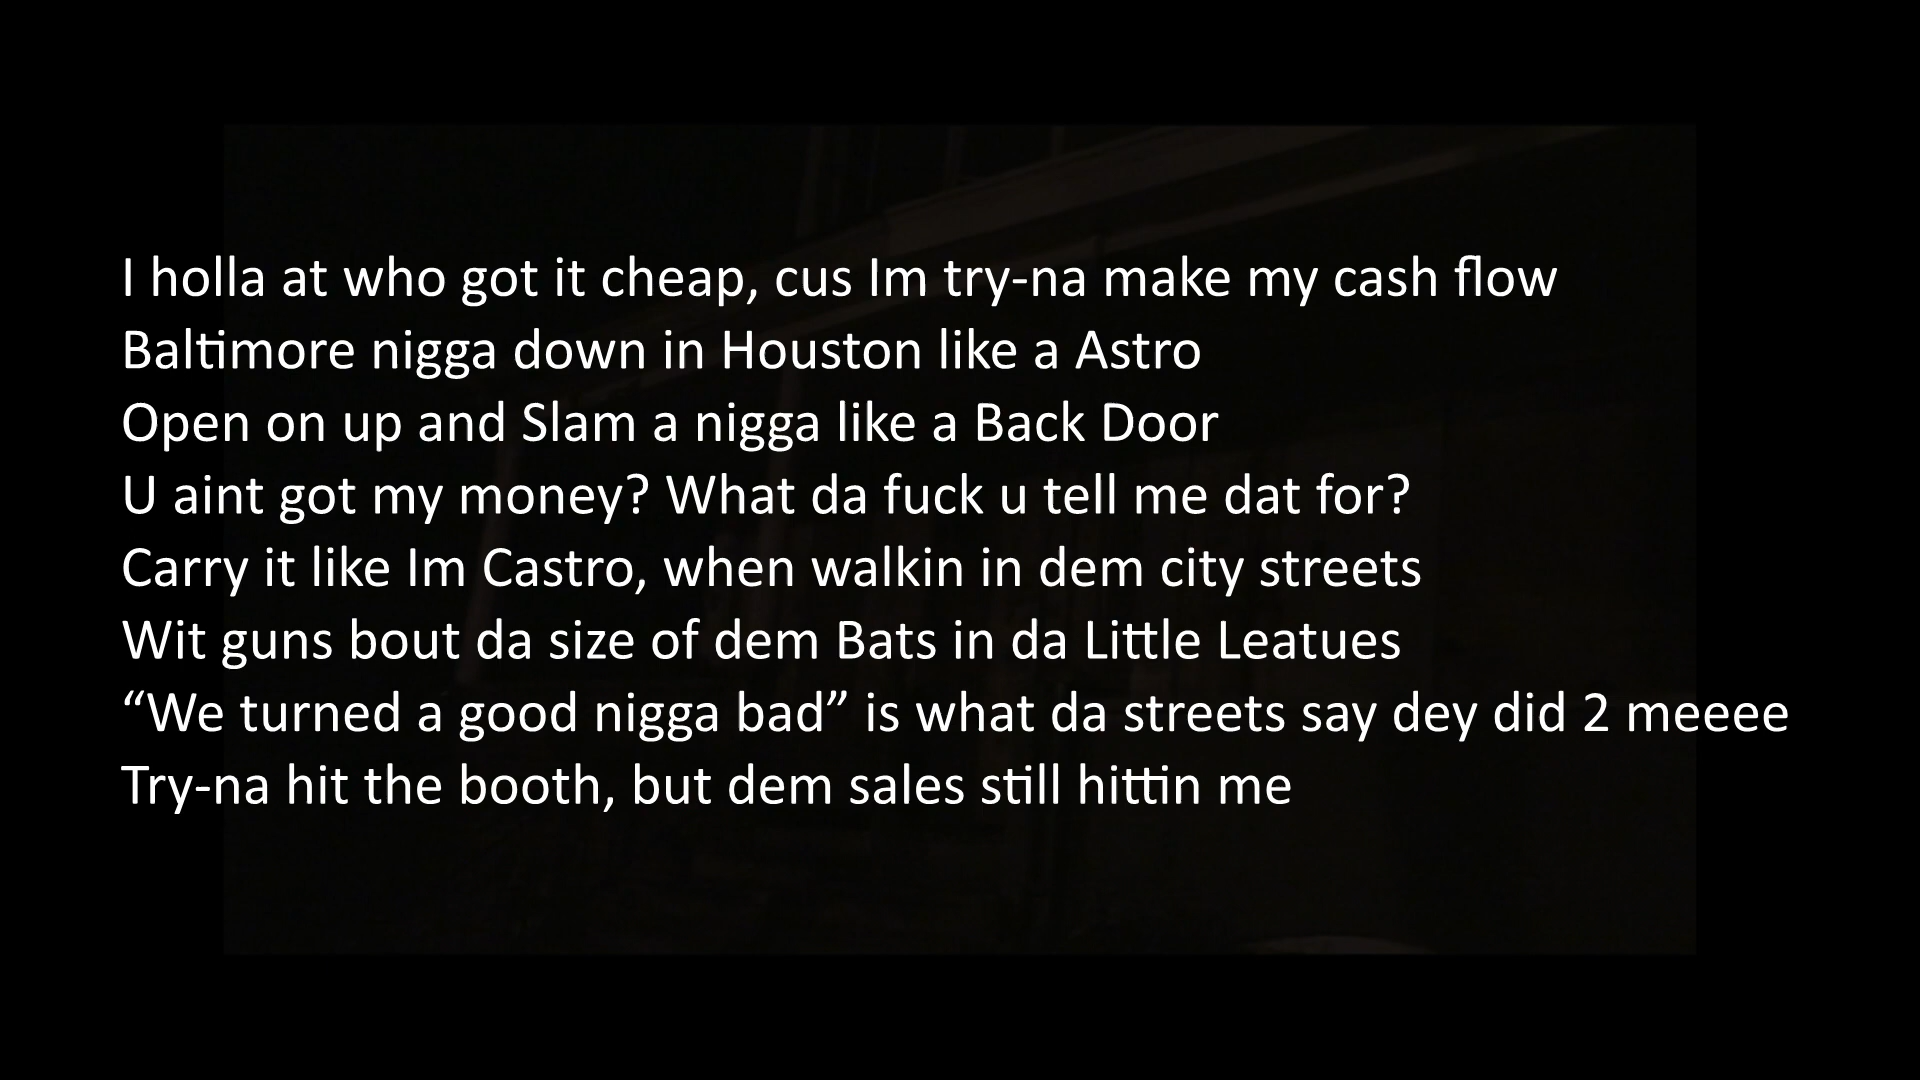 I holla at who got it cheap, cus Im try-na make my cash flow
Baltimore nigga down in Houston like a Astro
Open on up and Slam a nigga like a Back Door
U aint got my money? What da fuck u tell me dat for?
Carry it like Im Castro, when walkin in dem city streets
Wit guns bout da size of dem Bats in da Little Leatues
“We turned a good nigga bad” is what da streets say dey did 2 meeee
Try-na hit the booth, but dem sales still hittin me